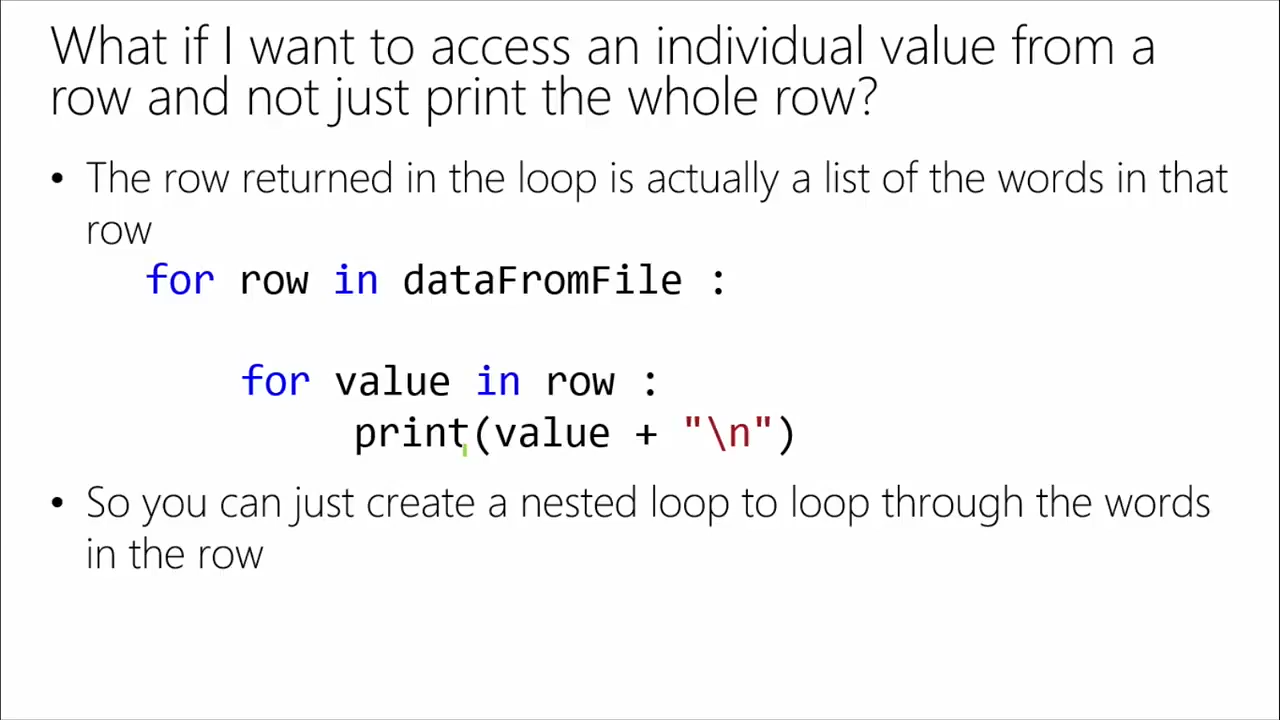 What if I want to access an individual value from a
row and not just print the whole row?
• The row returned in the loop is actually a list of the words in that
row
for row in dataFromFile :
for value in row :
print(value + "\n")
• So you can just create a nested loop to loop through the words
in the row